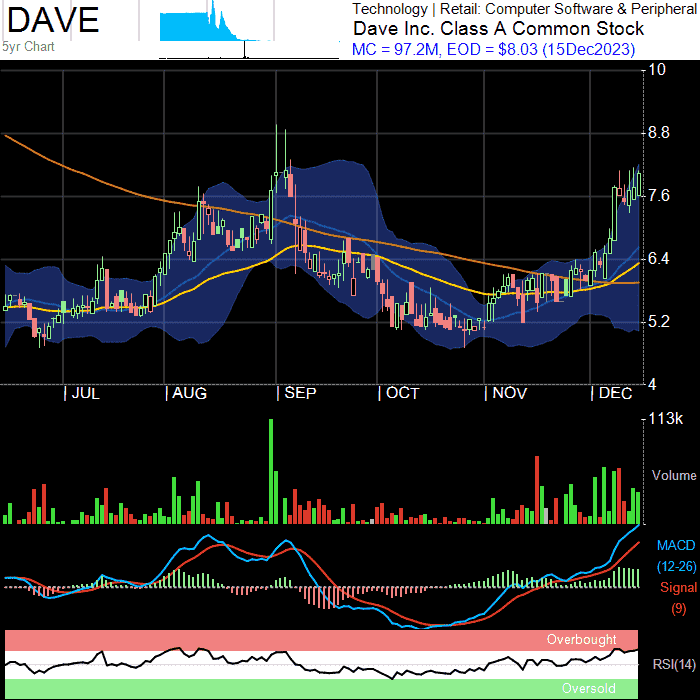 DAVE
5yr Chart
Technology | Retail: Computer Software & Peripheral
Dave Inc. Class A Common Stock
MC = 97.2M, EOD = $8.03 (15Dec2023)
10
8.8
7.6
6.4
5.2
4
JUL
AUG
SEP
OCT
NOV
DEC
113k
Volume
MACD
(12-26)
Signal
(9)
Overbought
RSI(14)
Oversold